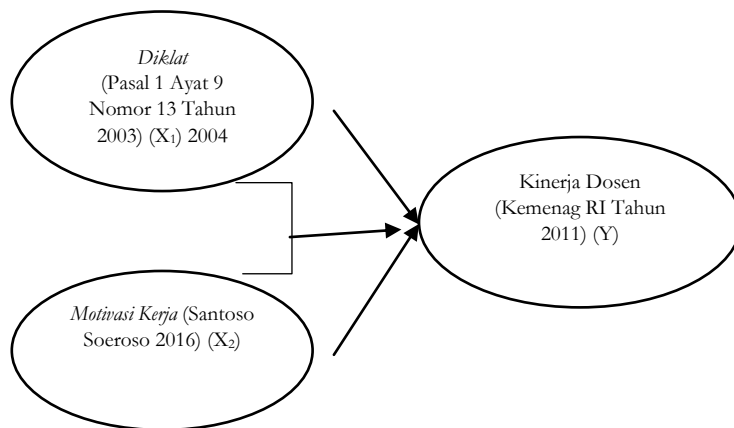 Diklat
(Pasal 1 Ayat 9
Nomor 13 Tahun
2003) (X₁) 2004
Kinerja Dosen
(Kemenag RI Tahun
2011) (Y)
Motivasi Kerja (Santoso
Soeroso 2016) (X₂)